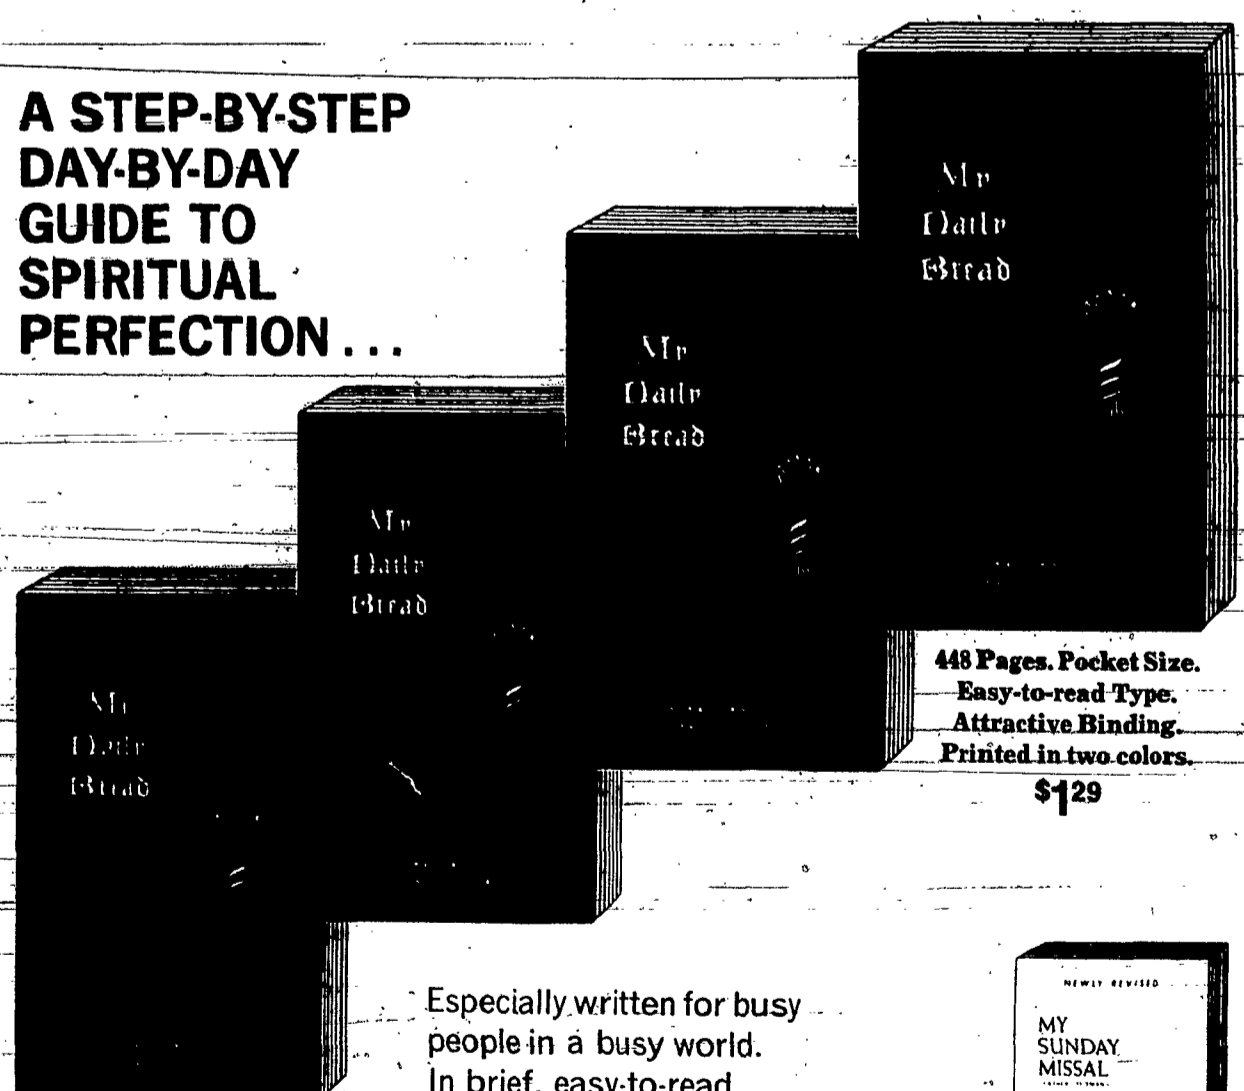 A STEP-BY-STEP
DAY-BY-DAY
GUIDE TO
SPIRITUAL
PERFECTION...
My
Daily
Bread
My
Daily
Bread
My
Daily
Bread
My
Daily
Bread
448 Pages. Pocket Size.
Easy-to-read Type.
Attractive Binding.
Printed in two colors.
$1.29
Especially written for busy
people in a busy world.
In brief, easy-to-read
NEWLY REVISED
MY
SUNDAY
MISSAL